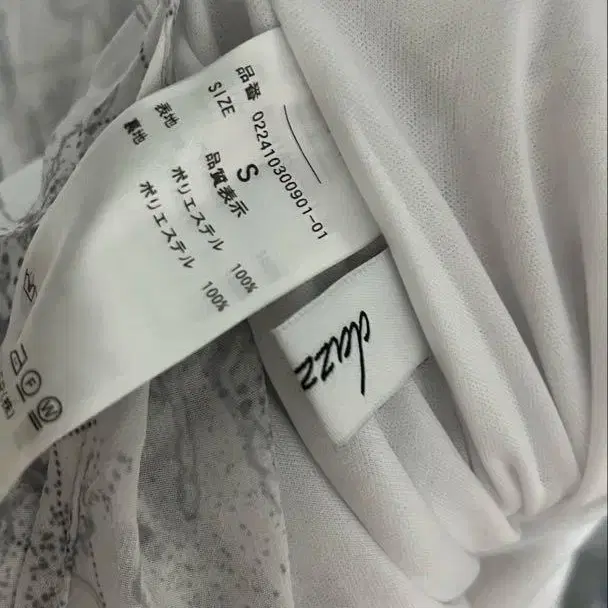 品番 022410300901-01
SIZE S
品質表示
表地 ポリエステル 100%
裏地 ポリエステル 100%
F
W
dazz